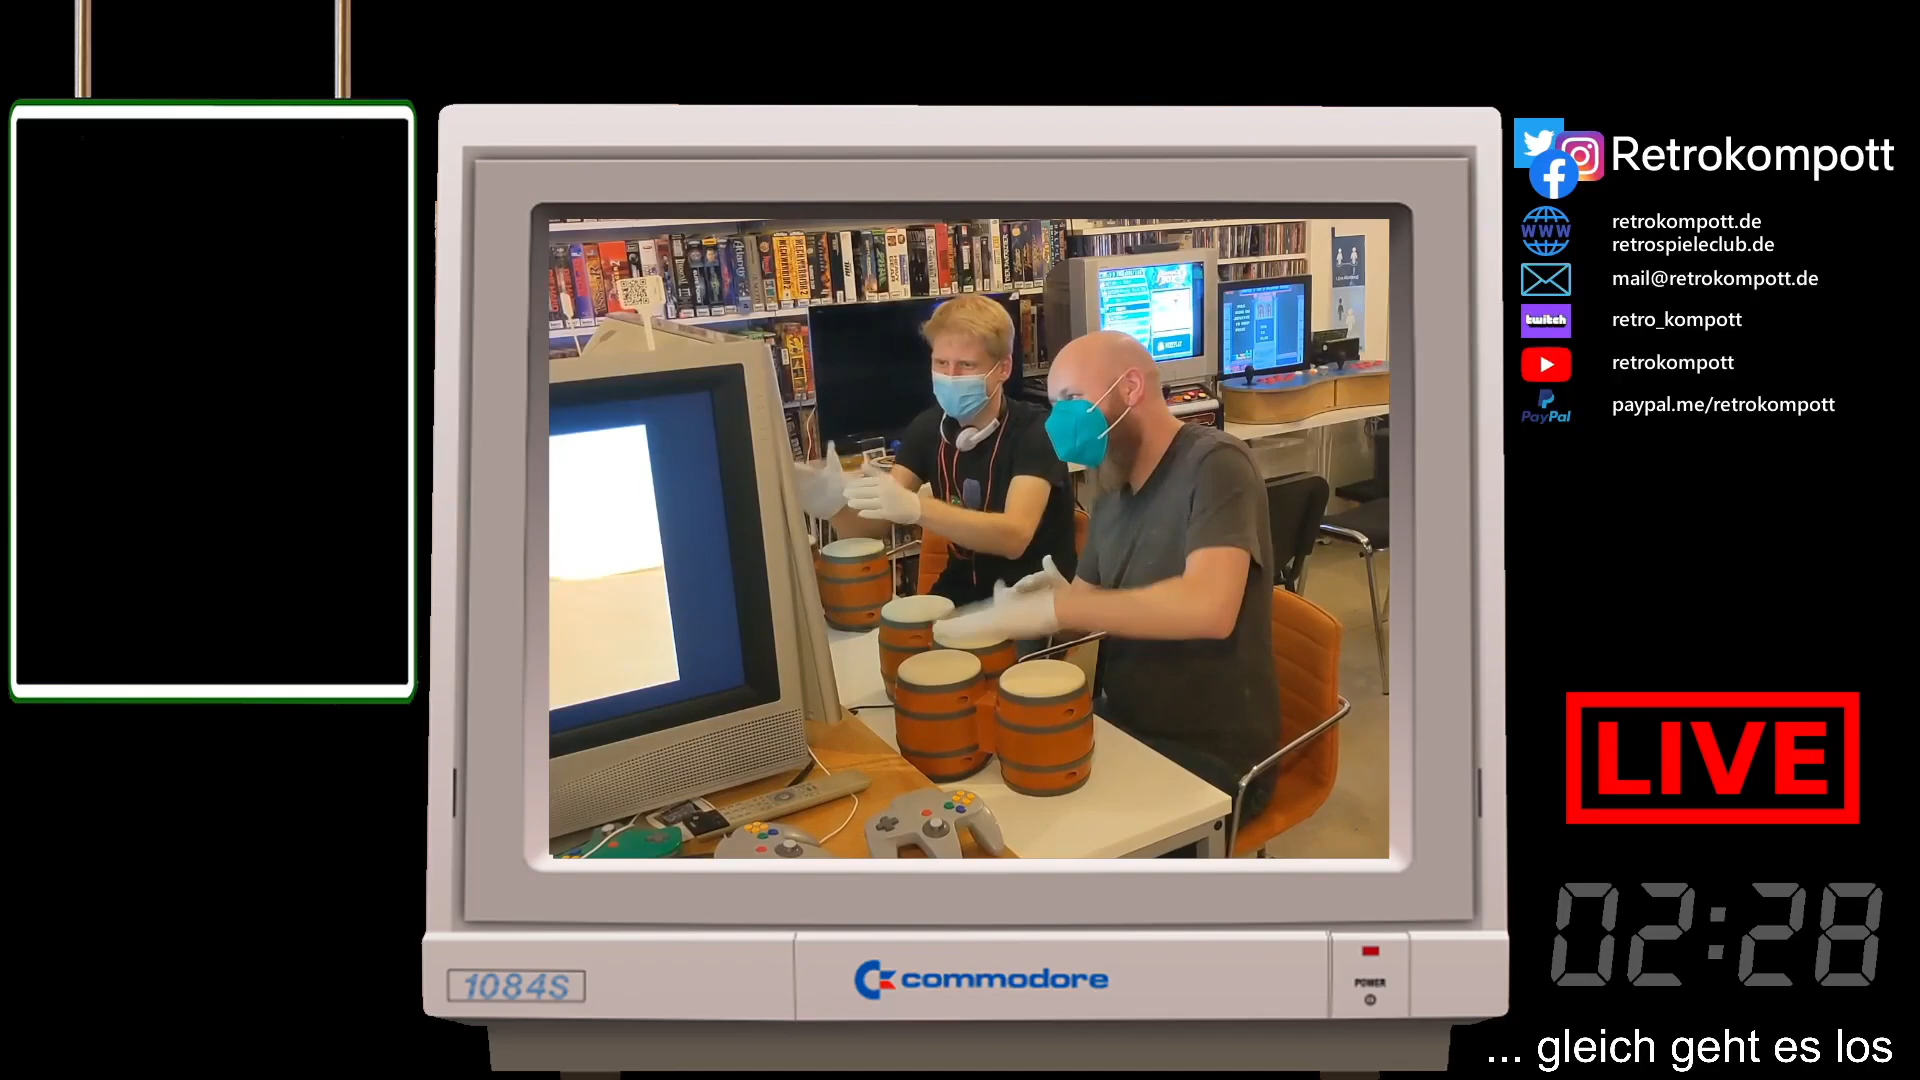 Retrokompott
WWW
retrokompott.de
retrospieleclub.de
mail@retrokompott.de
twitch
retro_kompott
retrokompott
PayPal
paypal.me/retrokompott
LIVE
02:28
... gleich geht es los
1084S
commodore
POWER